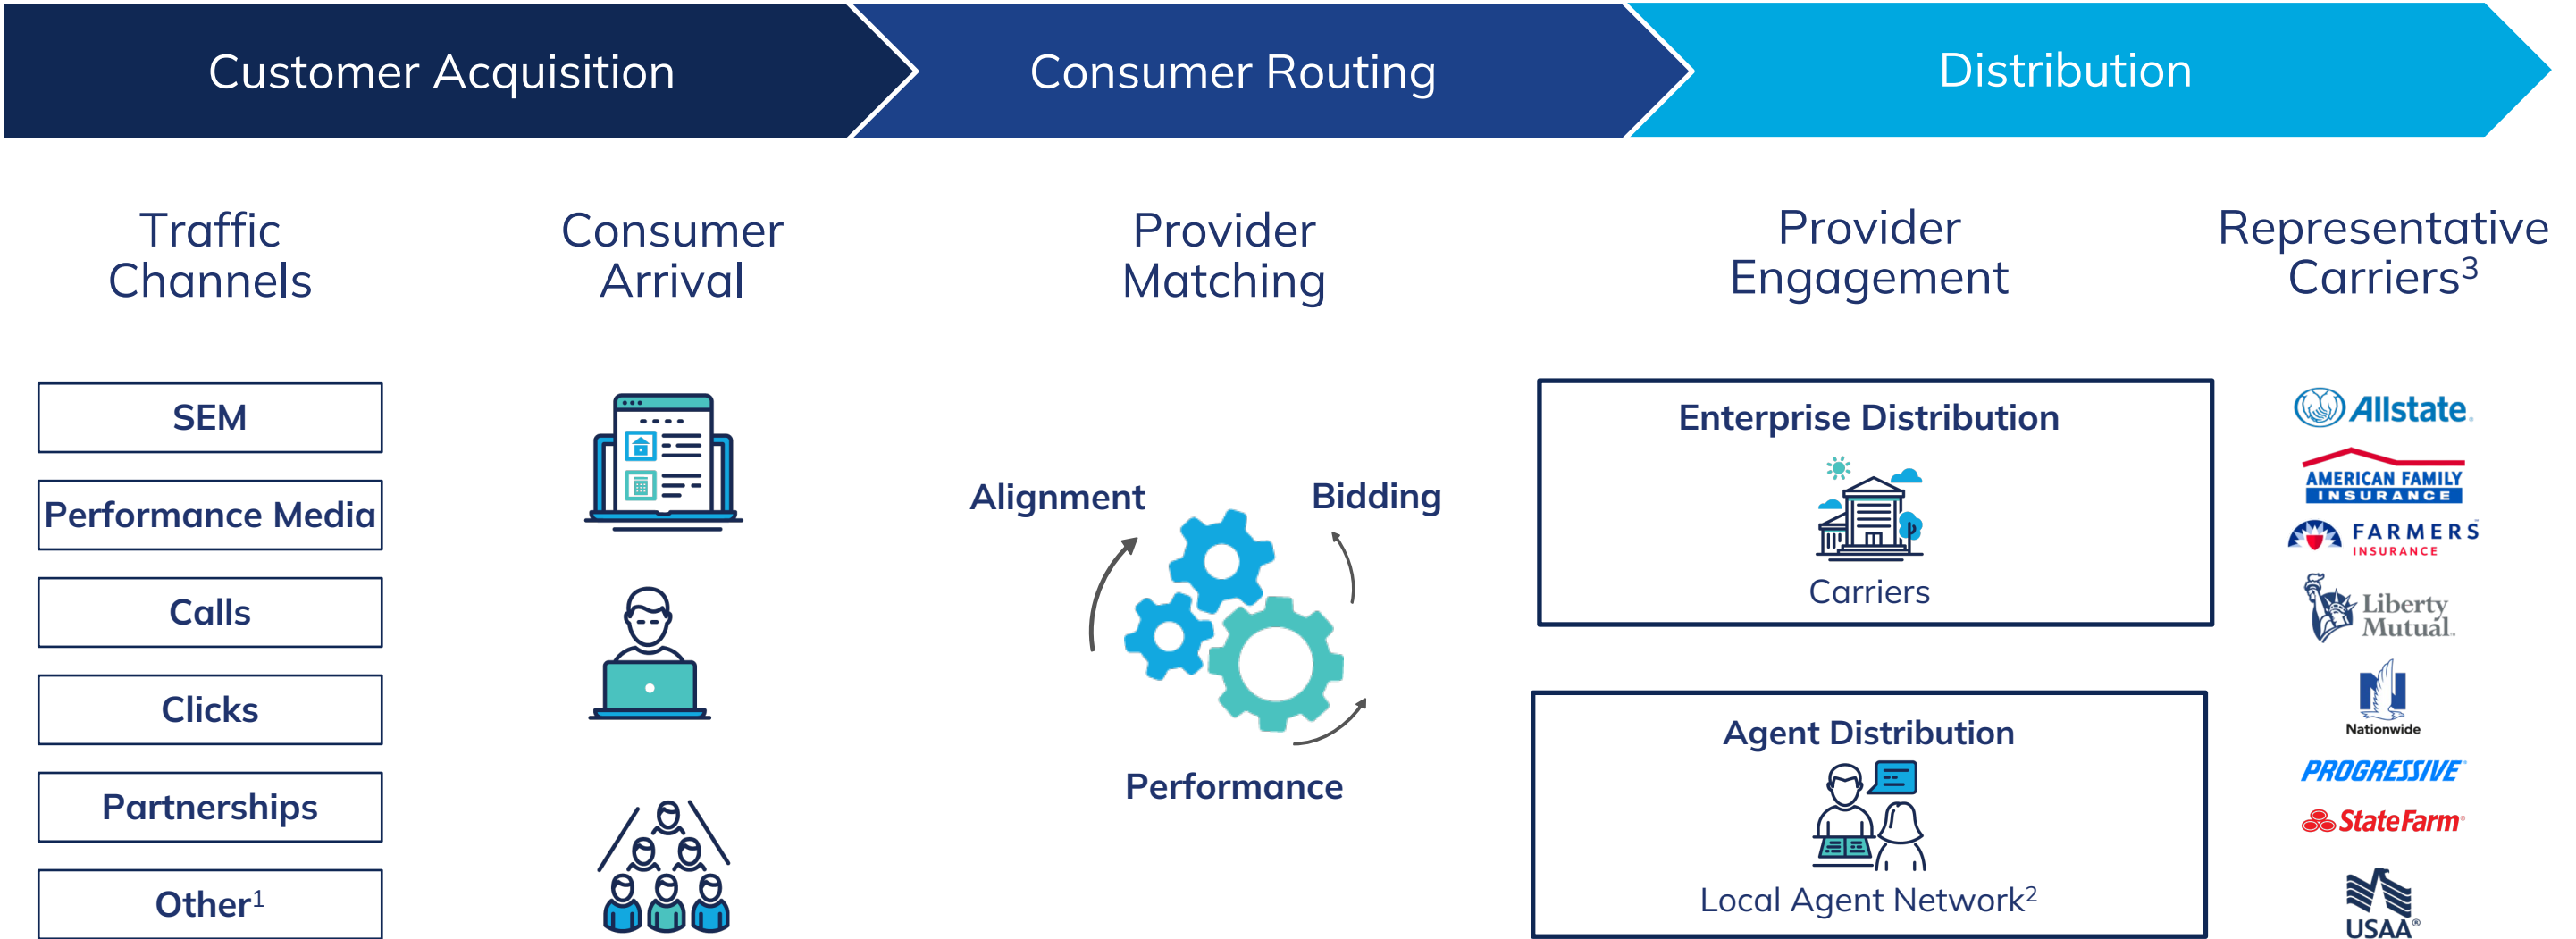 Customer Acquisition
Consumer Routing
Distribution
Traffic
Channels
Consumer
Arrival
Provider
Matching
Provider
Engagement
Representative
Carriers³
SEM
Performance Media
Calls
Clicks
Partnerships
Other¹
Alignment
Bidding
Performance
Enterprise Distribution
Carriers
Agent Distribution
Local Agent Network²
Allstate
AMERICAN FAMILY
INSURANCE
FARMERS
INSURANCE
Liberty
Mutual
Nationwide
PROGRESSIVE
StateFarm
USAA®